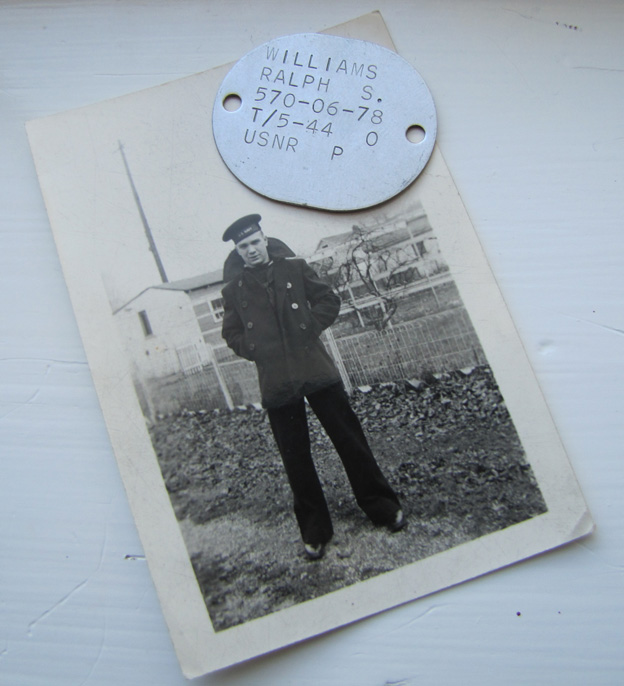 WILLIAMS
RALPH S.
570-06-78
T/5-44 O
USNR P